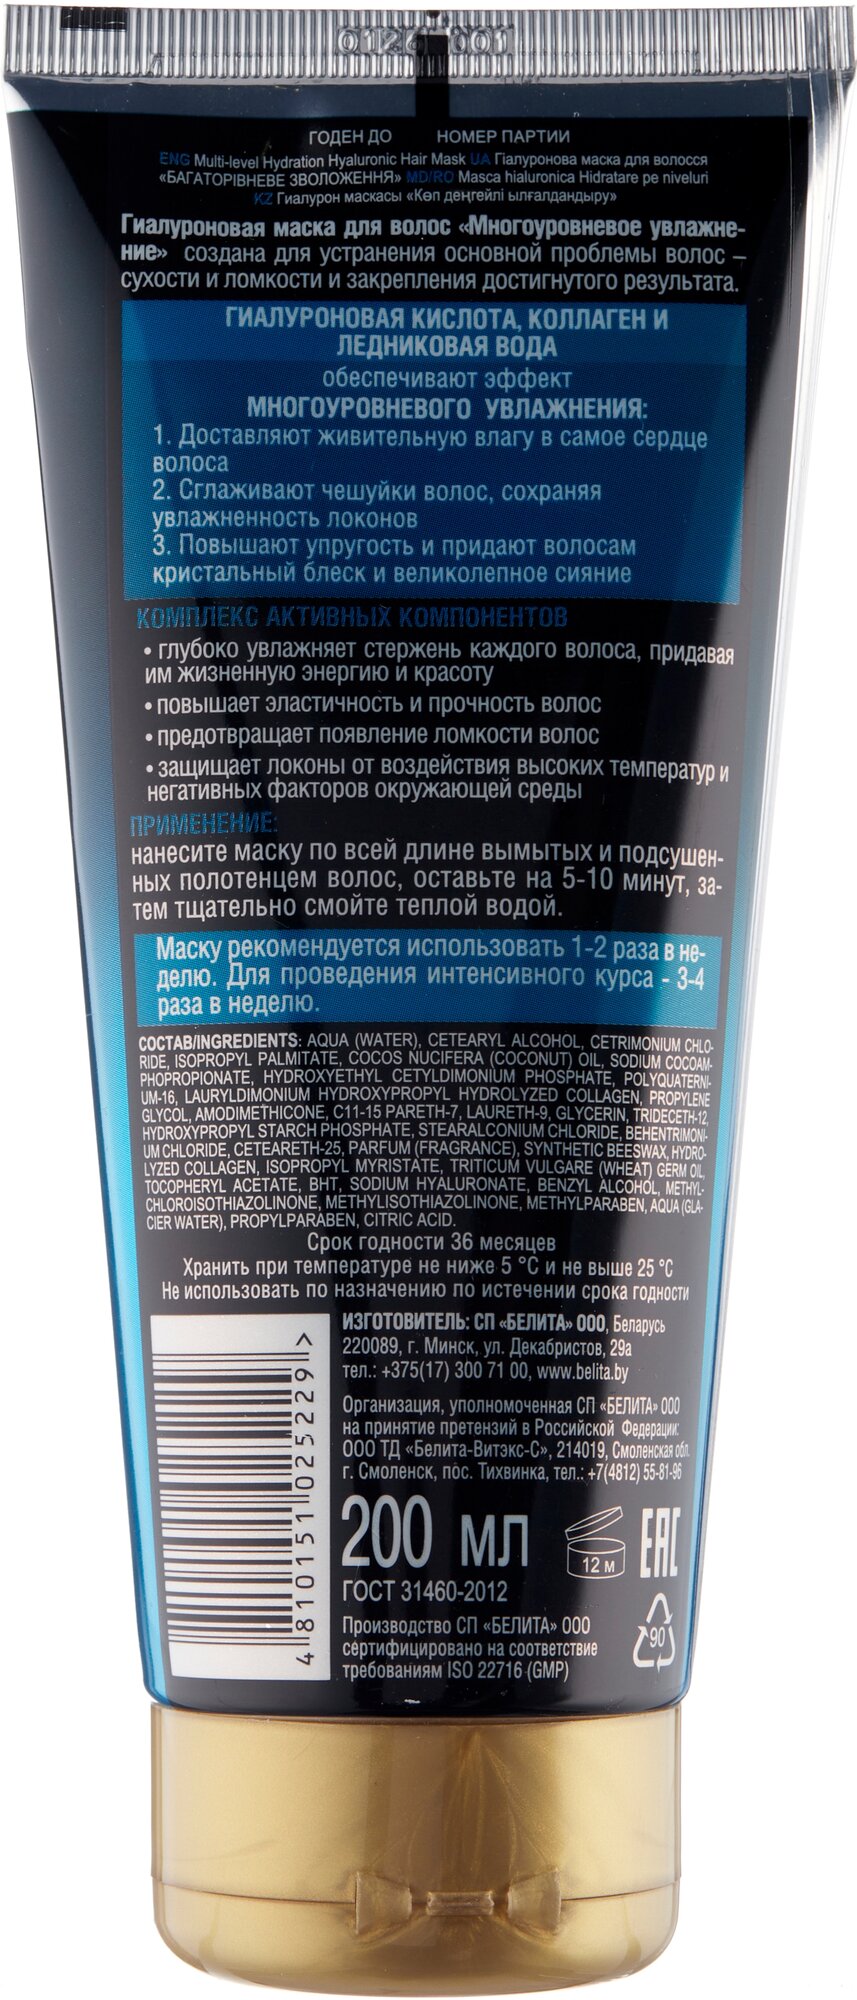 ГОДЕН ДО НОМЕР ПАРТИИ
ENG Multi-level Hydration Hyaluronic Hair Mask UA Гіалуронова маска для волосся
«БАГАТОРІВНЕВЕ ЗВОЛОЖЕННЯ» MD/RO Masca hialuronica Hidratare pe niveluri
KZ Гиалурон маскасы «Көп деңгейлі ылғалдандыру»
Гиалуроновая маска для волос «Многоуровневое увлажне-
ние» создана для устранения основной проблемы волос –
сухости и ломкости и закрепления достигнутого результата.
ГИАЛУРОНОВАЯ КИСЛОТА, КОЛЛАГЕН И
ЛЕДНИКОВАЯ ВОДА
обеспечивают эффект
МНОГОУРОВНЕВОГО УВЛАЖНЕНИЯ:
1. Доставляют живительную влагу в самое сердце
волоса
2. Сглаживают чешуйки волос, сохраняя
увлажненность локонов
3. Повышают упругость и придают волосам
кристальный блеск и великолепное сияние
КОМПЛЕКС АКТИВНЫХ КОМПОНЕНТОВ
• глубоко увлажняет стержень каждого волоса, придавая
им жизненную энергию и красоту
• повышает эластичность и прочность волос
• предотвращает появление ломкости волос
• защищает локоны от воздействия высоких температур и
негативных факторов окружающей среды
ПРИМЕНЕНИЕ:
нанесите маску по всей длине вымытых и подсушен-
ных полотенцем волос, оставьте на 5-10 минут, за-
тем тщательно смойте теплой водой.
Маску рекомендуется использовать 1-2 раза в не-
делю. Для проведения интенсивного курса - 3-4
раза в неделю.
СОСТАВ/INGREDIENTS: AQUA (WATER), CETEARYL ALCOHOL, CETRIMONIUM CHLO-
RIDE, ISOPROPYL PALMITATE, COCOS NUCIFERA (COCONUT) OIL, SODIUM COCOAM-
PHOPROPIONATE, HYDROXYETHYL CETYLDIMONIUM PHOSPHATE, POLYQUATERNI-
UM-16, LAURYLDIMONIUM HYDROXYPROPYL HYDROLYZED COLLAGEN, PROPYLENE
GLYCOL, AMODIMETHICONE, C11-15 PARETH-7, LAURETH-9, GLYCERIN, TRIDECETH-12,
HYDROXYPROPYL STARCH PHOSPHATE, STEARALCONIUM CHLORIDE, BEHENTRIMONI-
UM CHLORIDE, CETEARETH-25, PARFUM (FRAGRANCE), SYNTHETIC BEESWAX, HYDRO-
LYZED COLLAGEN, ISOPROPYL MYRISTATE, TRITICUM VULGARE (WHEAT) GERM OIL,
TOCOPHERYL ACETATE, BHT, SODIUM HYALURONATE, BENZYL ALCOHOL, METHYL-
CHLOROISOTHIAZOLINONE, METHYLISOTHIAZOLINONE, METHYLPARABEN, AQUA (GLA-
CIER WATER), PROPYLPARABEN, CITRIC ACID.
Срок годности 36 месяцев
Хранить при температуре не ниже 5 °C и не выше 25 °C
Не использовать по назначению по истечении срока годности
ИЗГОТОВИТЕЛЬ: СП «БЕЛИТА» ООО, Беларусь
220089, г. Минск, ул. Декабристов, 29а
тел.: +375(17) 300 71 00, www.belita.by
Организация, уполномоченная СП «БЕЛИТА» ООО
на принятие претензий в Российской Федерации:
ООО ТД «Белита-Витэкс-С», 214019, Смоленская обл.
г. Смоленск, пос. Тихвинка, тел.: +7(4812) 55-81-96
4 810151 025229 >
200 МЛ
12 м
EAC
ГОСТ 31460-2012
90
Производство СП «БЕЛИТА» ООО
сертифицировано на соответствие
требованиям ISO 22716 (GMP)